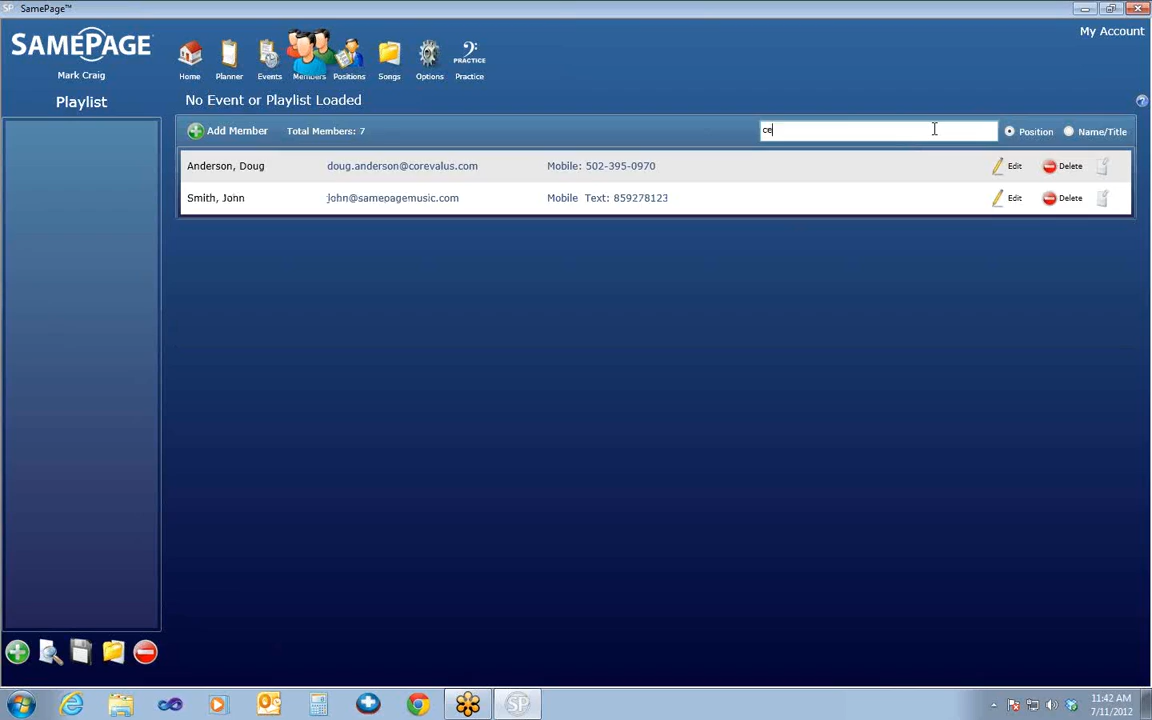 SP SamePage™
SAMEPAGE
Mark Craig
Home
Planner
Events
Members
Positions
Songs
Options
PRACTICE
Practice
My Account
Playlist
No Event or Playlist Loaded
Add Member Total Members: 7 ce Position Name/Title
Anderson, Doug doug.anderson@corevalus.com Mobile: 502-395-0970 Edit Delete
Smith, John john@samepagemusic.com Mobile Text: 859278123 Edit Delete
SP
11:42 AM
7/11/2012